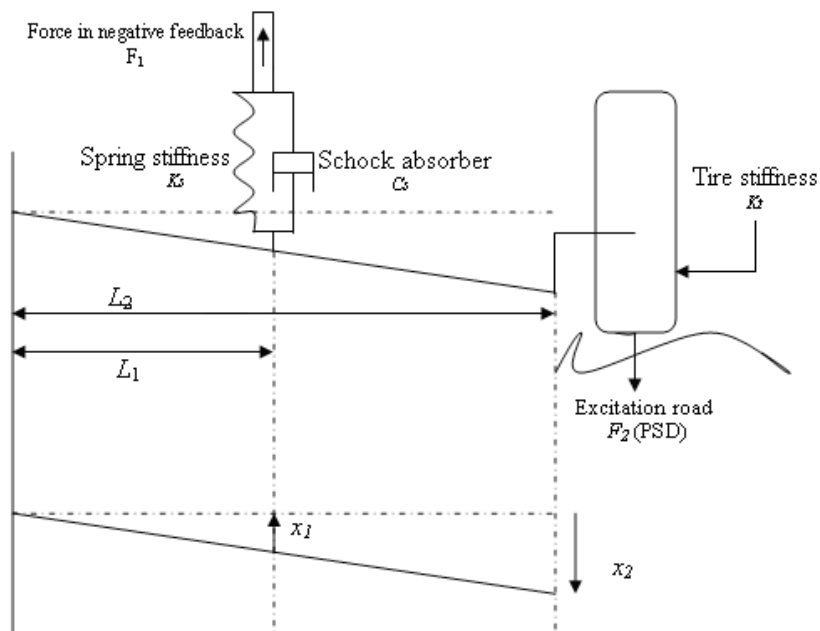 Force in negative feedback
F1
Spring stiffness
Ks
Schock absorber
Cs
Tire stiffness
Kt
L2
L1
Excitation road
F2 (PSD)
x1
x2